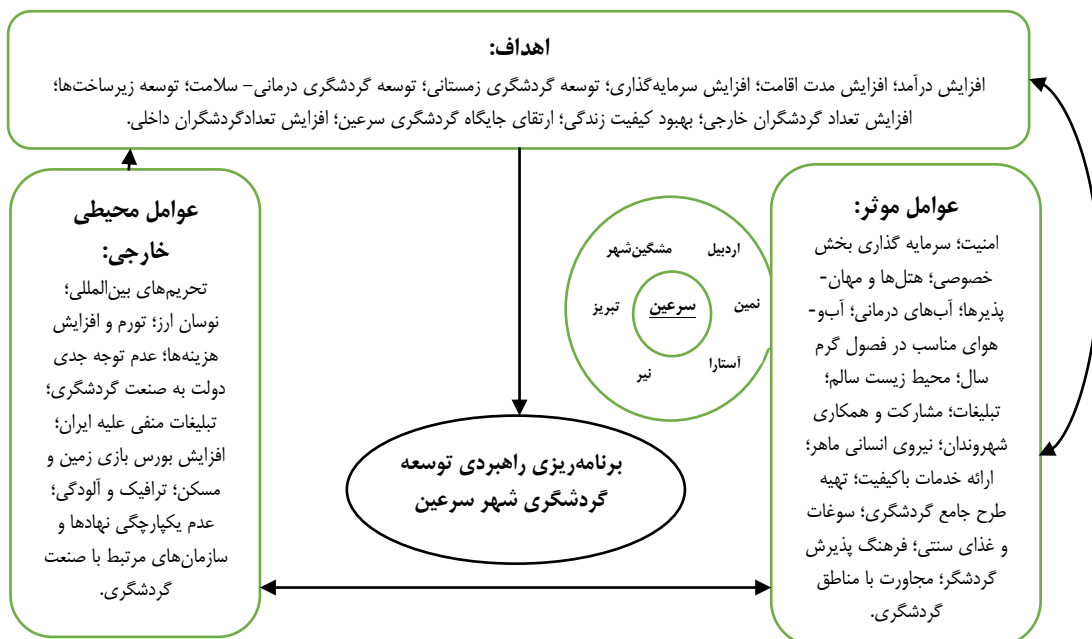 اهداف:
افزایش درآمد؛ افزایش مدت اقامت؛ افزایش سرمایه‌گذاری؛ توسعه گردشگری زمستانی؛ توسعه گردشگری درمانی– سلامت؛ توسعه زیرساخت‌ها؛
افزایش تعداد گردشگران خارجی؛ بهبود کیفیت زندگی؛ ارتقای جایگاه گردشگری سرعین؛ افزایش تعدادگردشگران داخلی.
عوامل موثر:
امنیت؛ سرمایه گذاری بخش
خصوصی؛ هتل‌ها و مهان-
پذیرها؛ آب‌های درمانی؛ آب‌و-
هوای مناسب در فصول گرم
سال؛ محیط زیست سالم؛
تبلیغات؛ مشارکت و همکاری
شهروندان؛ نیروی انسانی ماهر؛
ارائه خدمات باکیفیت؛ تهیه
طرح جامع گردشگری؛ سوغات
و غذای سنتی؛ فرهنگ پذیرش
گردشگر؛ مجاورت با مناطق
گردشگری.
اردبیل
مشگین‌شهر
نمین
سرعین
تبریز
آستارا
نیر
برنامه‌ریزی راهبردی توسعه
گردشگری شهر سرعین
عوامل محیطی
خارجی:
تحریم‌های بین‌المللی؛
نوسان ارز؛ تورم و افزایش
هزینه‌ها؛ عدم توجه جدی
دولت به صنعت گردشگری؛
تبلیغات منفی علیه ایران؛
افزایش بورس بازی زمین و
مسکن؛ ترافیک و آلودگی؛
عدم یکپارچگی نهادها و
سازمان‌های مرتبط با صنعت
گردشگری.